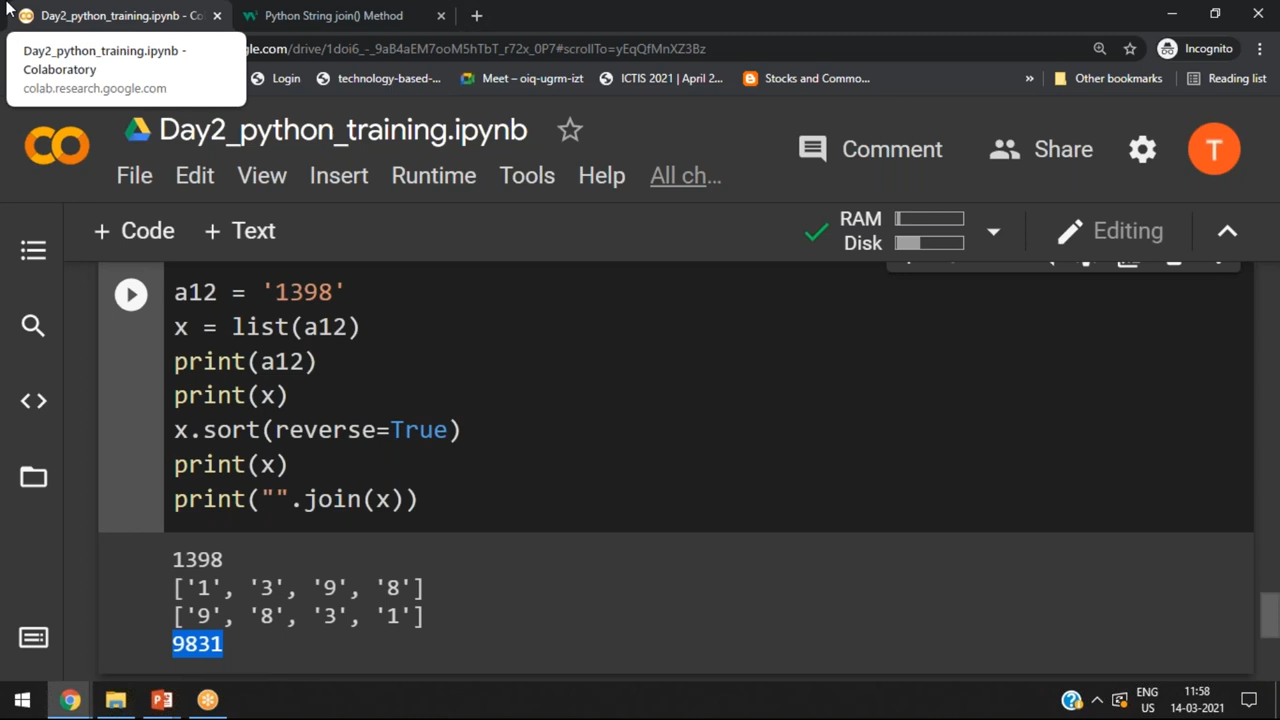 Day2_python_training.ipynb - Co
Python String join() Method
Day2_python_training.ipynb -
Colaboratory
colab.research.google.com
gle.com/drive/1doi6_-_9aB4aEM7ooM5hTbT_r72x_0P7#scrollTo=yEqQfMnXZ3Bz
Incognito
Login
technology-based-...
Meet – oiq-ugrm-izt
ICTIS 2021 | April 2...
Stocks and Commo...
»
Other bookmarks
Reading list
Day2_python_training.ipynb
Comment
Share
T
File Edit View Insert Runtime Tools Help All ch...
+ Code + Text
RAM
Disk
Editing
a12 = '1398'
x = list(a12)
print(a12)
print(x)
x.sort(reverse=True)
print(x)
print("".join(x))
1398
['1', '3', '9', '8']
['9', '8', '3', '1']
9831
ENG
US
11:58
14-03-2021